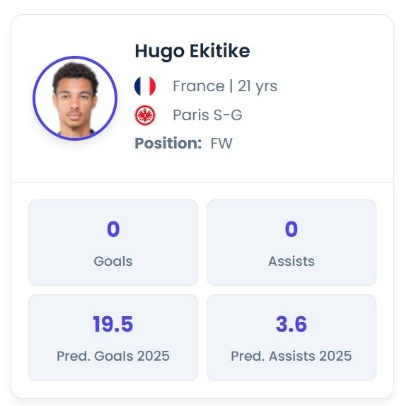 Hugo Ekitike
France | 21 yrs
Paris S-G
Position: FW
0
Goals
0
Assists
19.5
Pred. Goals 2025
3.6
Pred. Assists 2025